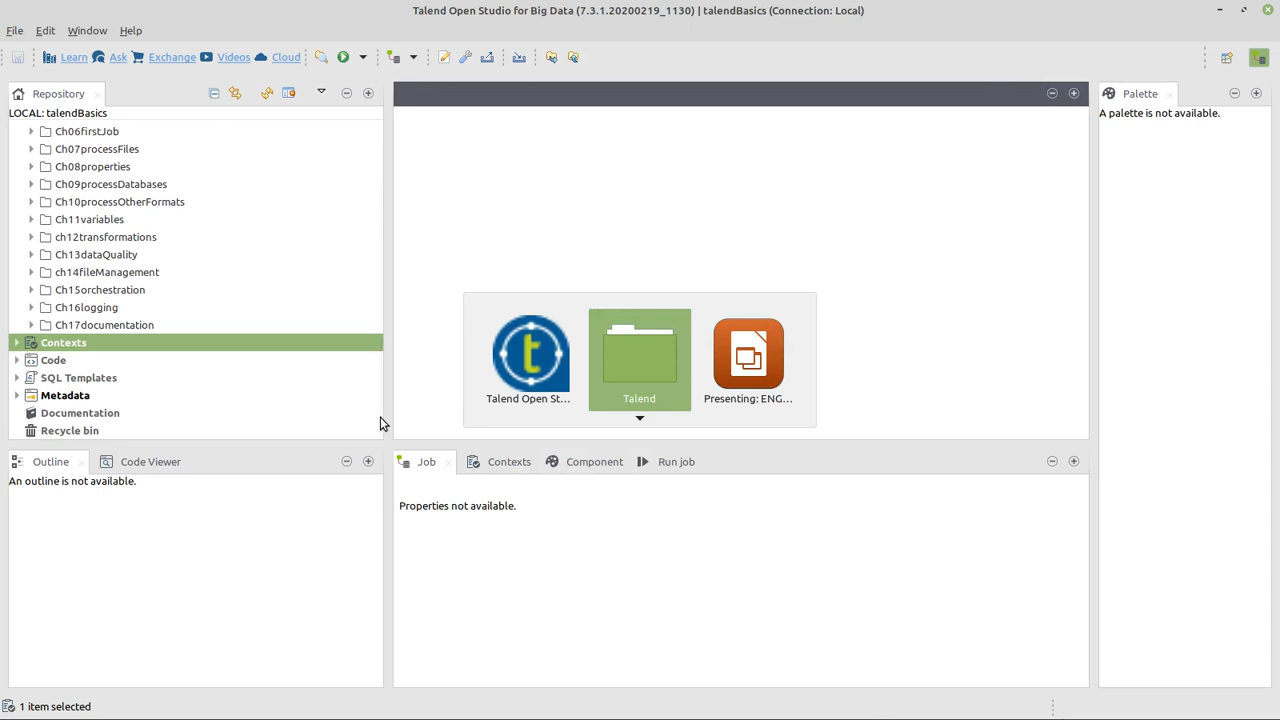 Talend Open Studio for Big Data (7.3.1.20200219_1130) | talendBasics (Connection: Local)
File Edit Window Help
Learn Ask Exchange Videos Cloud
Repository
LOCAL: talendBasics
Ch06firstJob
Ch07processFiles
Ch08properties
Ch09processDatabases
Ch10processOtherFormats
Ch11variables
ch12transformations
Ch13dataQuality
ch14fileManagement
Ch15orchestration
Ch16logging
Ch17documentation
Contexts
Code
SQL Templates
Metadata
Documentation
Recycle bin
Palette
A palette is not available.
t
Talend Open St... Talend Presenting: ENG...
Outline Code Viewer
An outline is not available.
Job Contexts Component Run job
Properties not available.
1 item selected